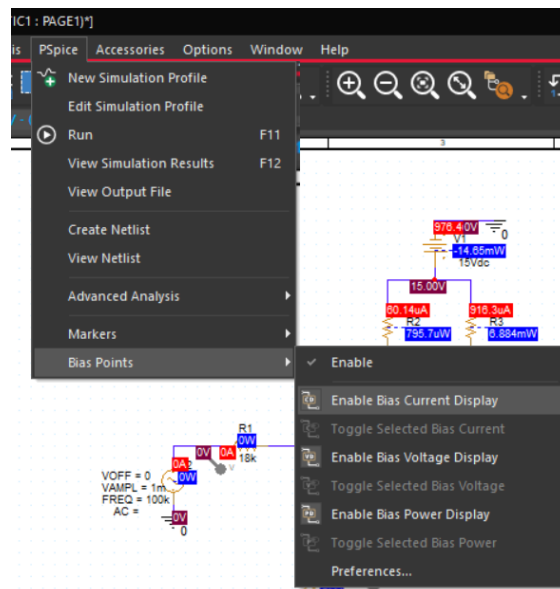 TIC1 : PAGE1)*]
is PSpice Accessories Options Window Help
New Simulation Profile
Edit Simulation Profile
Run F11
View Simulation Results F12
View Output File
Create Netlist
View Netlist
Advanced Analysis
Markers
Bias Points
Enable
Enable Bias Current Display
Toggle Selected Bias Current
Enable Bias Voltage Display
Toggle Selected Bias Voltage
Enable Bias Power Display
Toggle Selected Bias Power
Preferences...
3
976.4 0V
0
V1
-14.65mW
15Vdc
15.00V
60.14uA 916.3uA
R2 R3
795.7uW 6.884mW
R1
0W
0V 0A 18k
V
0A
0W
VOFF = 0
VAMPL = 1m
FREQ = 100k
AC =
0V
0